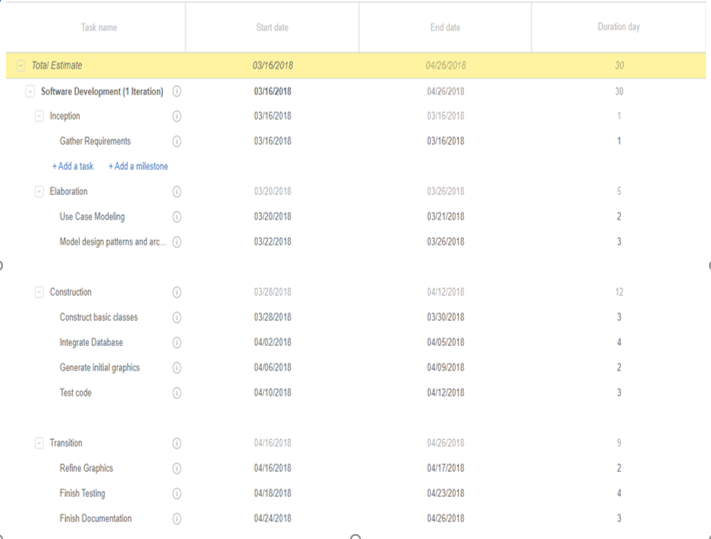 Task name Start date End date Duration day
Total Estimate 03/16/2018 04/26/2018 30
Software Development (1 Iteration) 03/16/2018 04/26/2018 30
Inception 03/16/2018 03/16/2018 1
Gather Requirements 03/16/2018 03/16/2018 1
+ Add a task + Add a milestone
Elaboration 03/20/2018 03/26/2018 5
Use Case Modeling 03/20/2018 03/21/2018 2
Model design patterns and arc... 03/22/2018 03/26/2018 3
Construction 03/28/2018 04/12/2018 12
Construct basic classes 03/28/2018 03/30/2018 3
Integrate Database 04/02/2018 04/05/2018 4
Generate initial graphics 04/06/2018 04/09/2018 2
Test code 04/10/2018 04/12/2018 3
Transition 04/16/2018 04/26/2018 9
Refine Graphics 04/16/2018 04/17/2018 2
Finish Testing 04/18/2018 04/23/2018 4
Finish Documentation 04/24/2018 04/26/2018 3